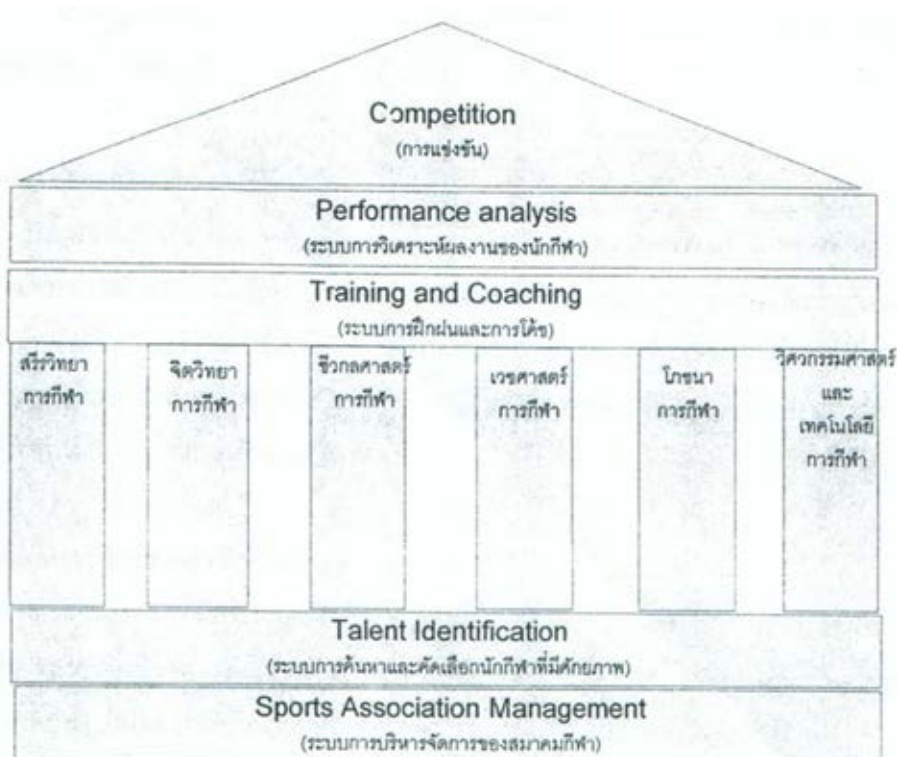 Competition
(การแข่งขัน)
Performance analysis
(ระบบการวิเคราะห์ผลงานของนักกีฬา)
Training and Coaching
(ระบบการฝึกฝนและการโค้ช)
สรีรวิทยา
การกีฬา
จิตวิทยา
การกีฬา
ชีวกลศาสตร์
การกีฬา
เวชศาสตร์
การกีฬา
โภชนา
การกีฬา
วิศวกรรมศาสตร์
และ
เทคโนโลยี
การกีฬา
Talent Identification
(ระบบการค้นหาและคัดเลือกนักกีฬาที่มีศักยภาพ)
Sports Association Management
(ระบบการบริหารจัดการของสมาคมกีฬา)